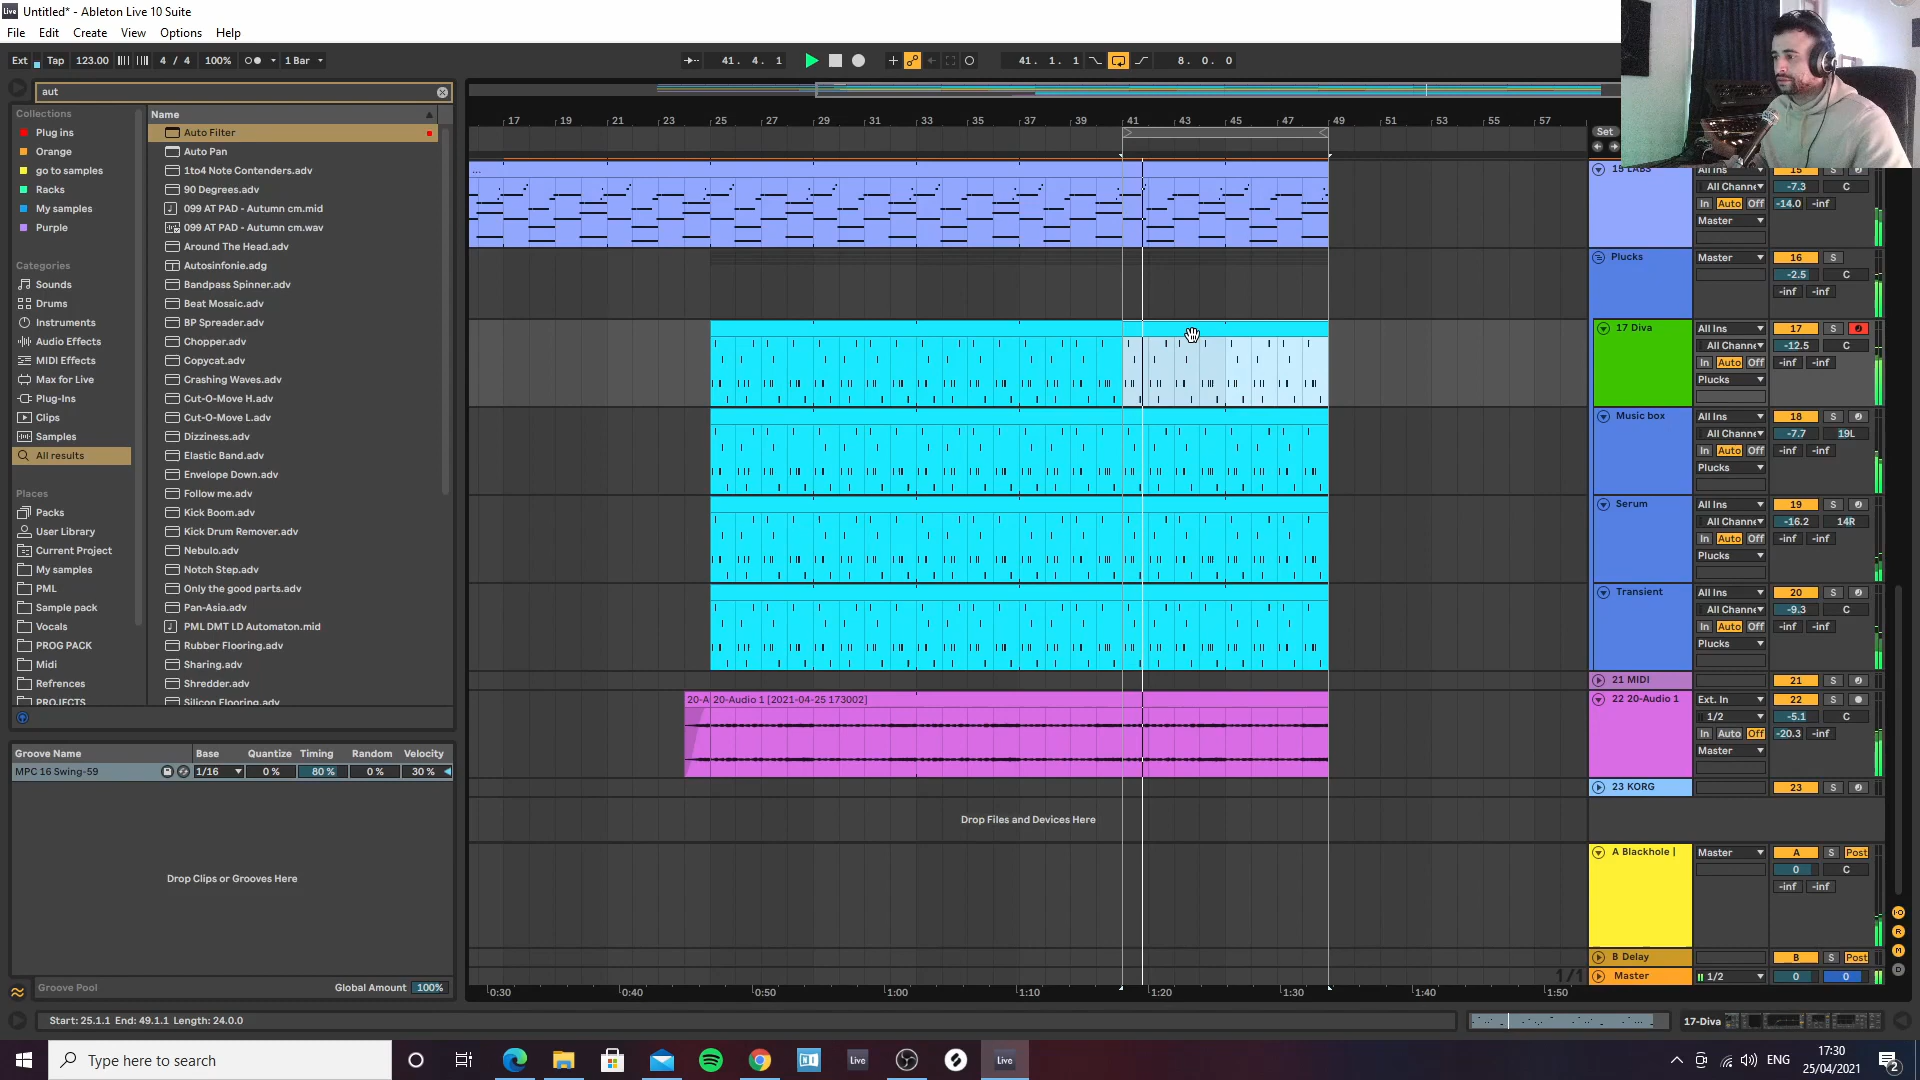 Untitled* - Ableton Live 10 Suite
File Edit Create View Options Help
Ext Tap 123.00 4 / 4 100% 1 Bar 41. 4. 1 41. 1. 1 8. 0. 0
aut
Collections
Plug ins
Orange
go to samples
Racks
My samples
Purple
Categories
Sounds
Drums
Instruments
Audio Effects
MIDI Effects
Max for Live
Plug-Ins
Clips
Samples
All results
Places
Packs
User Library
Current Project
My samples
PML
Sample pack
Vocals
PROG PACK
Midi
Refrences
PROJECTS
Name
Auto Filter
Auto Pan
1to4 Note Contenders.adv
90 Degrees.adv
099 AT PAD - Autumn cm.mid
099 AT PAD - Autumn cm.wav
Around The Head.adv
Autosinfonie.adg
Bandpass Spinner.adv
Beat Mosaic.adv
BP Spreader.adv
Chopper.adv
Copycat.adv
Crashing Waves.adv
Cut-O-Move H.adv
Cut-O-Move L.adv
Dizziness.adv
Elastic Band.adv
Envelope Down.adv
Follow me.adv
Kick Boom.adv
Kick Drum Remover.adv
Nebulo.adv
Notch Step.adv
Only the good parts.adv
Pan-Asia.adv
PML DMT LD Automaton.mid
Rubber Flooring.adv
Sharing.adv
Shredder.adv
Silicon Flooring.adv
Groove Name Base Quantize Timing Random Velocity
MPC 16 Swing-59 1/16 0 % 80 % 0 % 30 %
Drop Clips or Grooves Here
Groove Pool Global Amount 100%
17 19 21 23 25 27 29 31 33 35 37 39 41 43 45 47 49 51 53 55 57
Set
...
20-A 20-Audio 1 [2021-04-25 173002]
Drop Files and Devices Here
1/1
0:30 0:40 0:50 1:00 1:10 1:20 1:30 1:40 1:50
15 LABS All Ins 15 S
All Channe -7.3 C
In Auto Off -14.0 -inf
Master
Plucks Master 16 S
-2.5 C
-inf -inf
17 Diva All Ins 17 S
All Channe -12.5 C
In Auto Off -inf -inf
Plucks
Music box All Ins 18 S
All Channe -7.7 19L
In Auto Off -inf -inf
Plucks
Serum All Ins 19 S
All Channe -16.2 14R
In Auto Off -inf -inf
Plucks
Transient All Ins 20 S
All Channe -9.3 C
In Auto Off -inf -inf
Plucks
21 MIDI 21 S
22 20-Audio 1 Ext. In 22 S
1/2 -5.1 C
In Auto Off -20.3 -inf
Master
23 KORG 23 S
A Blackhole | Master A S Post
0 C
-inf -inf
B Delay B S Post
Master 1/2 0 0
I·O
R
M
D
Start: 25.1.1 End: 49.1.1 Length: 24.0.0
17-Diva
Type here to search
Live
Live
ENG
17:30
25/04/2021
2